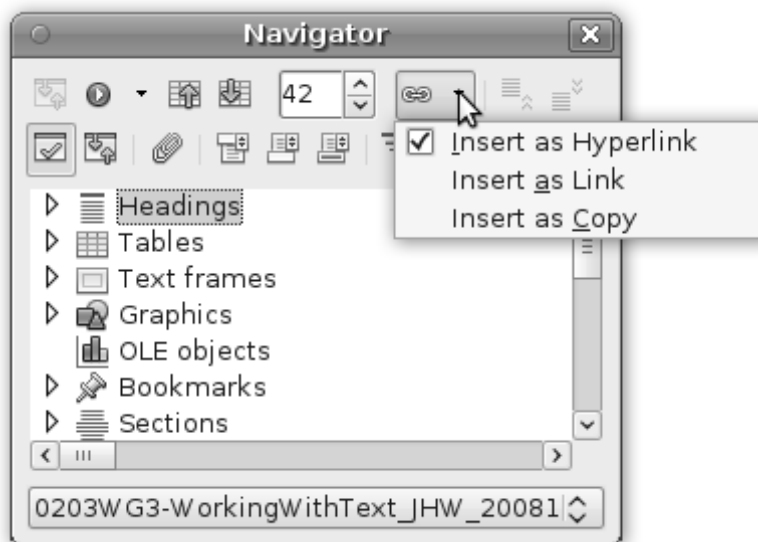 Navigator
42
Insert as Hyperlink
Insert as Link
Insert as Copy
Headings
Tables
Text frames
Graphics
OLE objects
Bookmarks
Sections
0203WG3-WorkingWithText_JHW_20081